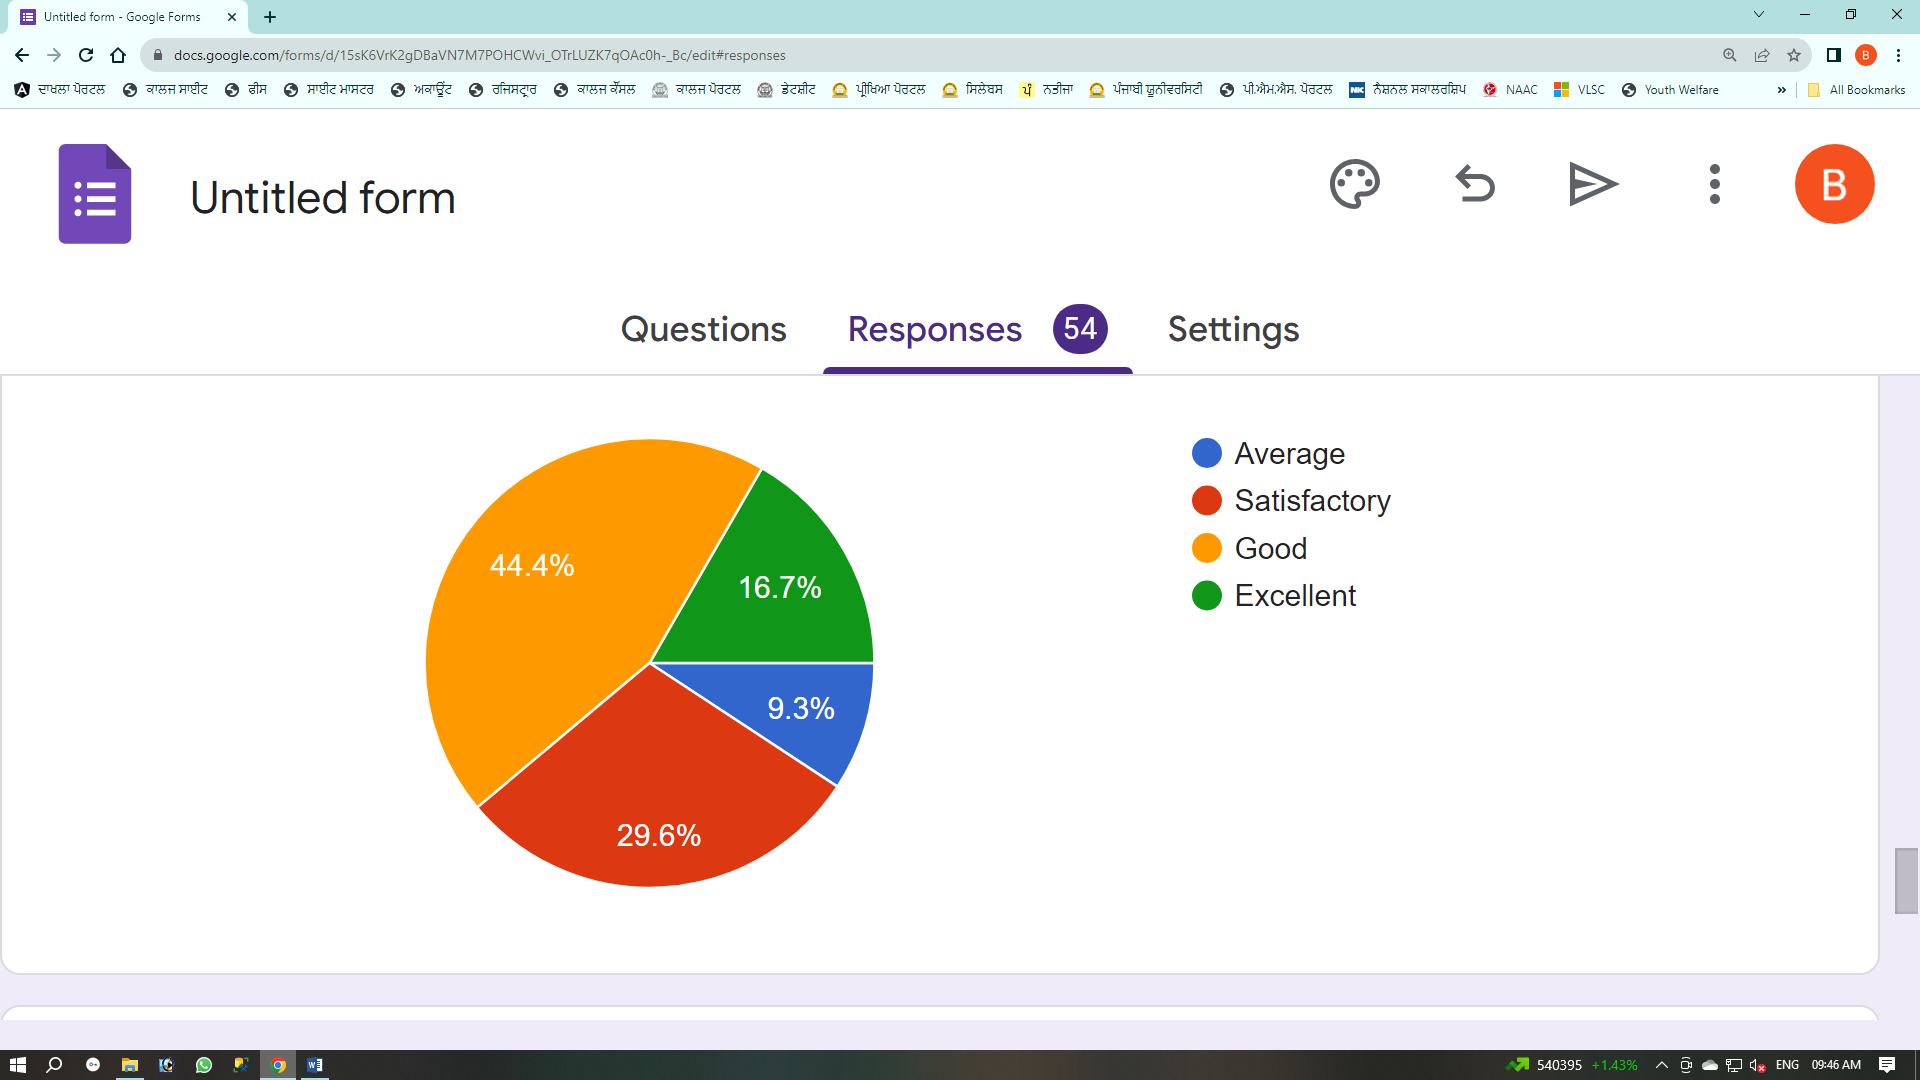 Untitled form - Google Forms
docs.google.com/forms/d/15sK6VrK2gDBaVN7M7POHCWvi_OTrLUZK7qOAc0h-_Bc/edit#responses
B
ਦਾਖਲਾ ਪੋਰਟਲ ਕਾਲਜ ਸਾਈਟ ਫੀਸ ਸਾਈਟ ਮਾਸਟਰ ਅਕਾਊਂਟ ਰਜਿਸਟ੍ਰਾਰ ਕਾਲਜ ਕੌਂਸਲ ਕਾਲਜ ਪੋਰਟਲ ਡੇਟਸ਼ੀਟ ਪ੍ਰੀਖਿਆ ਪੋਰਟਲ ਸਿਲੇਬਸ ਪੰ ਨਤੀਜਾ ਪੰਜਾਬੀ ਯੂਨੀਵਰਸਿਟੀ ਪੀ.ਐਮ.ਐਸ. ਪੋਰਟਲ NK ਨੈਸ਼ਨਲ ਸਕਾਲਰਸ਼ਿਪ NAAC VLSC Youth Welfare » All Bookmarks
Untitled form
B
Questions Responses 54 Settings
44.4%
16.7%
9.3%
29.6%
Average
Satisfactory
Good
Excellent
540395 +1.43% ENG 09:46 AM